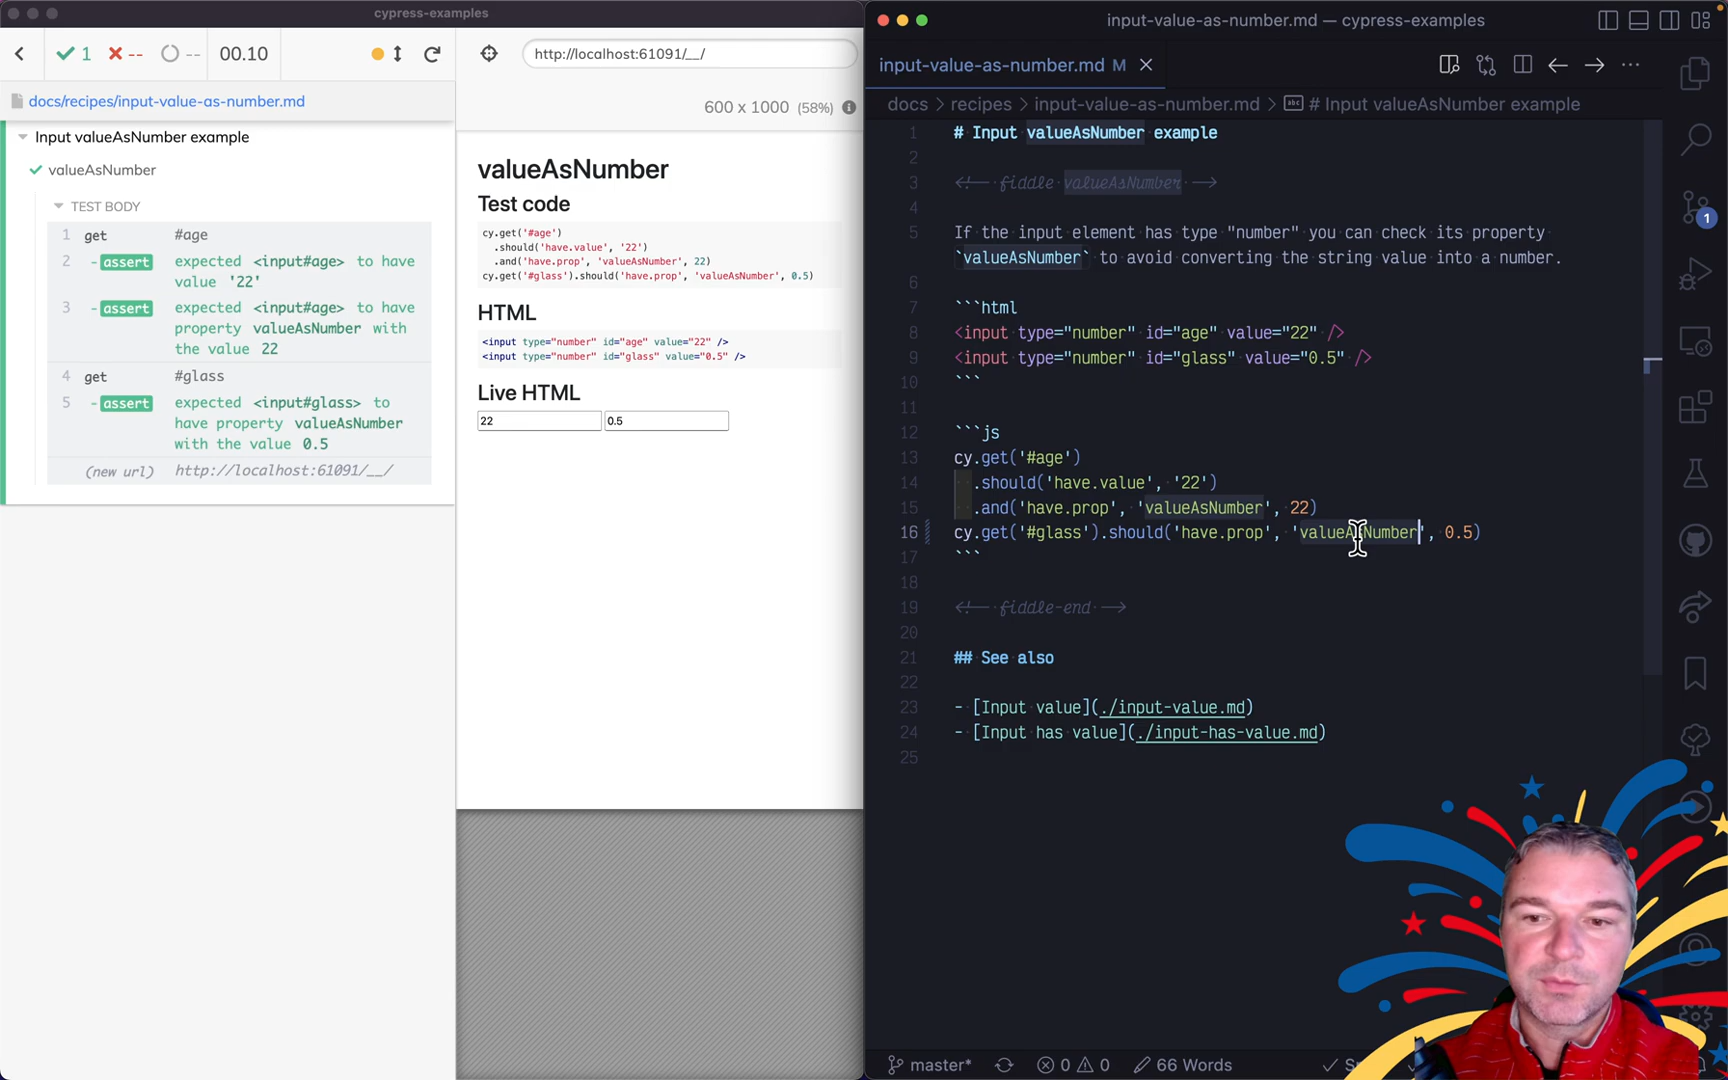 cypress-examples
1
--
--
00.10
http://localhost:61091/__/
docs/recipes/input-value-as-number.md
600 x 1000 (58%)
Input valueAsNumber example
valueAsNumber
TEST BODY
1 get #age
2 -assert expected <input#age> to have
value '22'
3 -assert expected <input#age> to have
property valueAsNumber with
the value 22
4 get #glass
5 -assert expected <input#glass> to
have property valueAsNumber
with the value 0.5
(new url) http://localhost:61091/__/
valueAsNumber
Test code
cy.get('#age')
.should('have.value', '22')
.and('have.prop', 'valueAsNumber', 22)
cy.get('#glass').should('have.prop', 'valueAsNumber', 0.5)
HTML
<input type="number" id="age" value="22" />
<input type="number" id="glass" value="0.5" />
Live HTML
22 0.5
input-value-as-number.md — cypress-examples
input-value-as-number.md M
docs > recipes > input-value-as-number.md > # Input valueAsNumber example
1 # Input valueAsNumber example
2
3 <!-- fiddle valueAsNumber -->
4
5 If the input element has type "number" you can check its property
`valueAsNumber` to avoid converting the string value into a number.
6
7 ```html
8 <input type="number" id="age" value="22" />
9 <input type="number" id="glass" value="0.5" />
10 ```
11
12 ```js
13 cy.get('#age')
14 .should('have.value', '22')
15 .and('have.prop', 'valueAsNumber', 22)
16 cy.get('#glass').should('have.prop', 'valueAsNumber', 0.5)
17 ```
18
19 <!-- fiddle-end -->
20
21 ## See also
22
23 - [Input value](./input-value.md)
24 - [Input has value](./input-has-value.md)
25
1
master* 0 0 66 Words